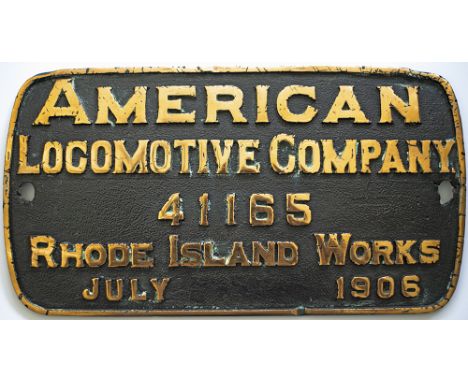 AMERICAN
LOCOMOTIVE COMPANY
41165
RHODE ISLAND WORKS
JULY 1906